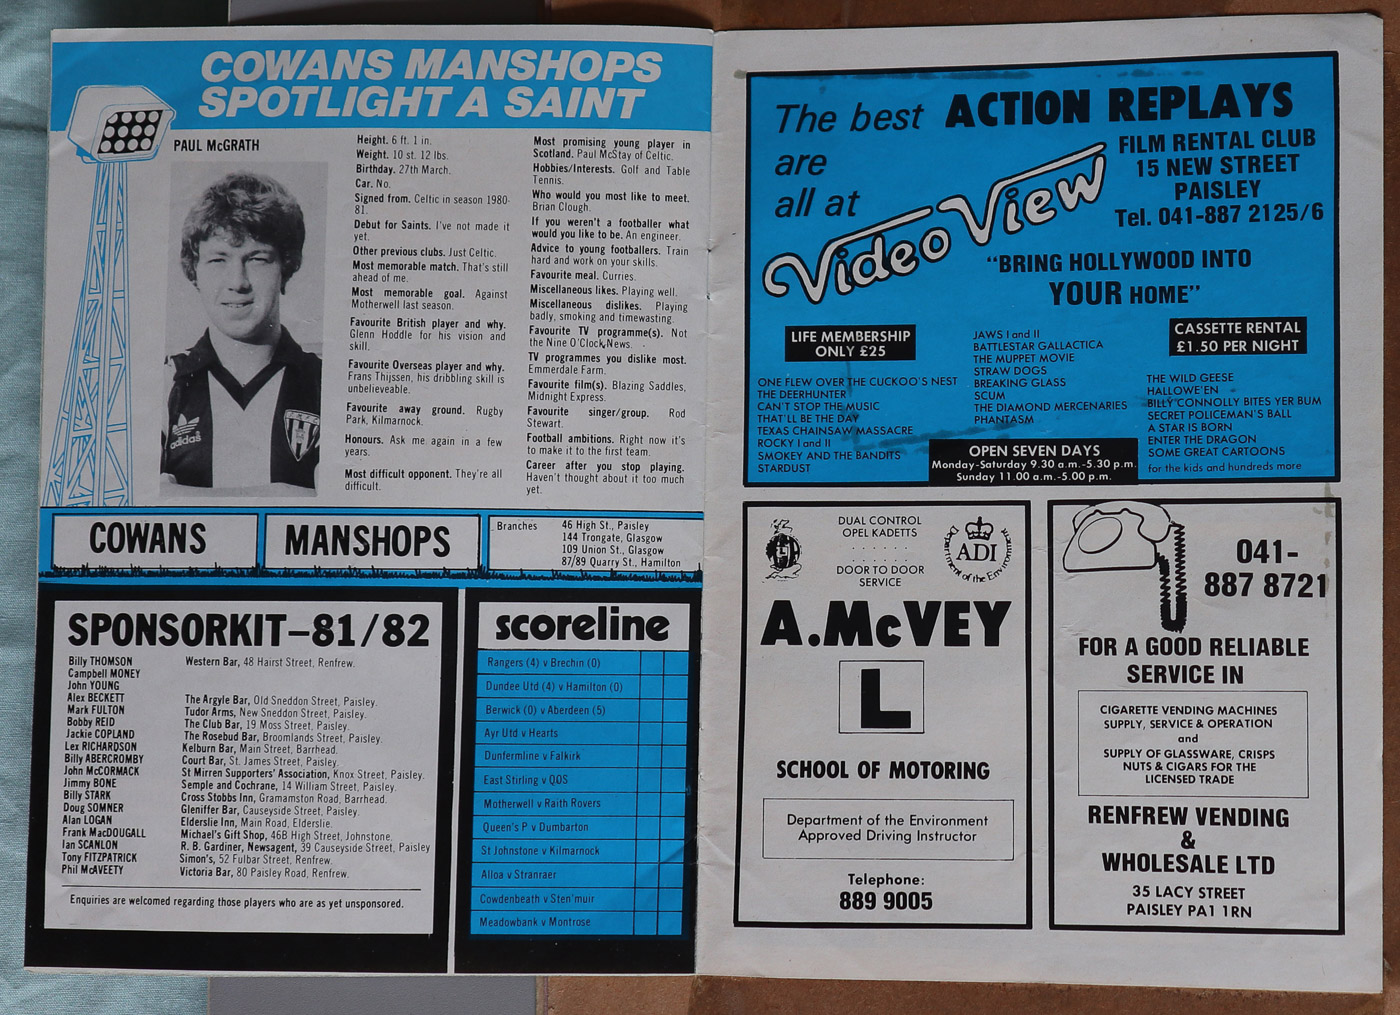 COWANS MANSHOPS
SPOTLIGHT A SAINT
PAUL McGRATH
adidas
Height. 6 ft. 1 in.
Weight. 10 st. 12 lbs.
Birthday. 27th March.
Car. No.
Signed from. Celtic in season 1980-
81.
Debut for Saints. I've not made it
yet.
Other previous clubs. Just Celtic.
Most memorable match. That's still
ahead of me.
Most memorable goal. Against
Motherwell last season.
Favourite British player and why.
Glenn Hoddle for his vision and
skill.
Favourite Overseas player and why.
Frans Thijssen, his dribbling skill is
unbelieveable.
Favourite away ground. Rugby
Park, Kilmarnock.
Honours. Ask me again in a few
years.
Most difficult opponent. They're all
difficult.
Most promising young player in
Scotland. Paul McStay of Celtic.
Hobbies/Interests. Golf and Table
Tennis.
Who would you most like to meet.
Brian Clough.
If you weren't a footballer what
would you like to be. An engineer.
Advice to young footballers. Train
hard and work on your skills.
Favourite meal. Curries.
Miscellaneous likes. Playing well.
Miscellaneous dislikes. Playing
badly, smoking and timewasting.
Favourite TV programme(s). Not
the Nine O'Clock News.
TV programmes you dislike most.
Emmerdale Farm.
Favourite film(s). Blazing Saddles,
Midnight Express.
Favourite singer/group. Rod
Stewart.
Football ambitions. Right now it's
to make it to the first team.
Career after you stop playing.
Haven't thought about it too much
yet.
COWANS MANSHOPS
Branches 46 High St., Paisley
144 Trongate, Glasgow
109 Union St., Glasgow
87/89 Quarry St., Hamilton
SPONSORKIT–81/82
Billy THOMSON Western Bar, 48 Hairst Street, Renfrew.
Campbell MONEY
John YOUNG
Alex BECKETT The Argyle Bar, Old Sneddon Street, Paisley.
Mark FULTON Tudor Arms, New Sneddon Street, Paisley.
Bobby REID The Club Bar, 19 Moss Street, Paisley.
Jackie COPLAND The Rosebud Bar, Broomlands Street, Paisley.
Lex RICHARDSON Kelburn Bar, Main Street, Barrhead.
Billy ABERCROMBY Court Bar, St. James Street, Paisley.
John McCORMACK St Mirren Supporters' Association, Knox Street, Paisley.
Jimmy BONE Semple and Cochrane, 14 William Street, Paisley.
Billy STARK Cross Stobbs Inn, Gramamston Road, Barrhead.
Doug SOMNER Gleniffer Bar, Causeyside Street, Paisley.
Alan LOGAN Elderslie Inn, Main Road, Elderslie.
Frank MacDOUGALL Michael's Gift Shop, 46B High Street, Johnstone.
Ian SCANLON R. B. Gardiner, Newsagent, 39 Causeyside Street, Paisley
Tony FITZPATRICK Simon's, 52 Fulbar Street, Renfrew.
Phil McAVEETY Victoria Bar, 80 Paisley Road, Renfrew.
Enquiries are welcomed regarding those players who are as yet unsponsored.
scoreline
Rangers (4) v Brechin (0)
Dundee Utd (4) v Hamilton (0)
Berwick (0) v Aberdeen (5)
Ayr Utd v Hearts
Dunfermline v Falkirk
East Stirling v QOS
Motherwell v Raith Rovers
Queen's P v Dumbarton
St Johnstone v Kilmarnock
Alloa v Stranraer
Cowdenbeath v Sten'muir
Meadowbank v Montrose
The best ACTION REPLAYS
are
all at
Video View
FILM RENTAL CLUB
15 NEW STREET
PAISLEY
Tel. 041-887 2125/6
"BRING HOLLYWOOD INTO
YOUR HOME"
LIFE MEMBERSHIP
ONLY £25
ONE FLEW OVER THE CUCKOO'S NEST
THE DEERHUNTER
CAN'T STOP THE MUSIC
THAT'LL BE THE DAY
TEXAS CHAINSAW MASSACRE
ROCKY I and II
SMOKEY AND THE BANDITS
STARDUST
JAWS I and II
BATTLESTAR GALLACTICA
THE MUPPET MOVIE
STRAW DOGS
BREAKING GLASS
SCUM
THE DIAMOND MERCENARIES
PHANTASM
CASSETTE RENTAL
£1.50 PER NIGHT
THE WILD GEESE
HALLOWE'EN
BILLY CONNOLLY BITES YER BUM
SECRET POLICEMAN'S BALL
A STAR IS BORN
ENTER THE DRAGON
SOME GREAT CARTOONS
for the kids and hundreds more
OPEN SEVEN DAYS
Monday-Saturday 9.30 a.m.-5.30 p.m.
Sunday 11.00 a.m.-5.00 p.m.
DUAL CONTROL
OPEL KADETTS
DOOR TO DOOR
SERVICE
ADI
Department of the Environment
A.McVEY
L
SCHOOL OF MOTORING
Department of the Environment
Approved Driving Instructor
Telephone:
889 9005
041-
887 8721
FOR A GOOD RELIABLE
SERVICE IN
CIGARETTE VENDING MACHINES
SUPPLY, SERVICE & OPERATION
and
SUPPLY OF GLASSWARE, CRISPS
NUTS & CIGARS FOR THE
LICENSED TRADE
RENFREW VENDING
&
WHOLESALE LTD
35 LACY STREET
PAISLEY PA1 1RN